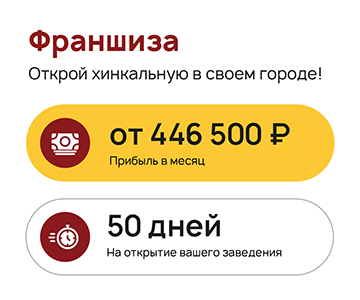 Франшиза
Открой хинкальную в своем городе!
от 446 500 ₽
Прибыль в месяц
50 дней
На открытие вашего заведения